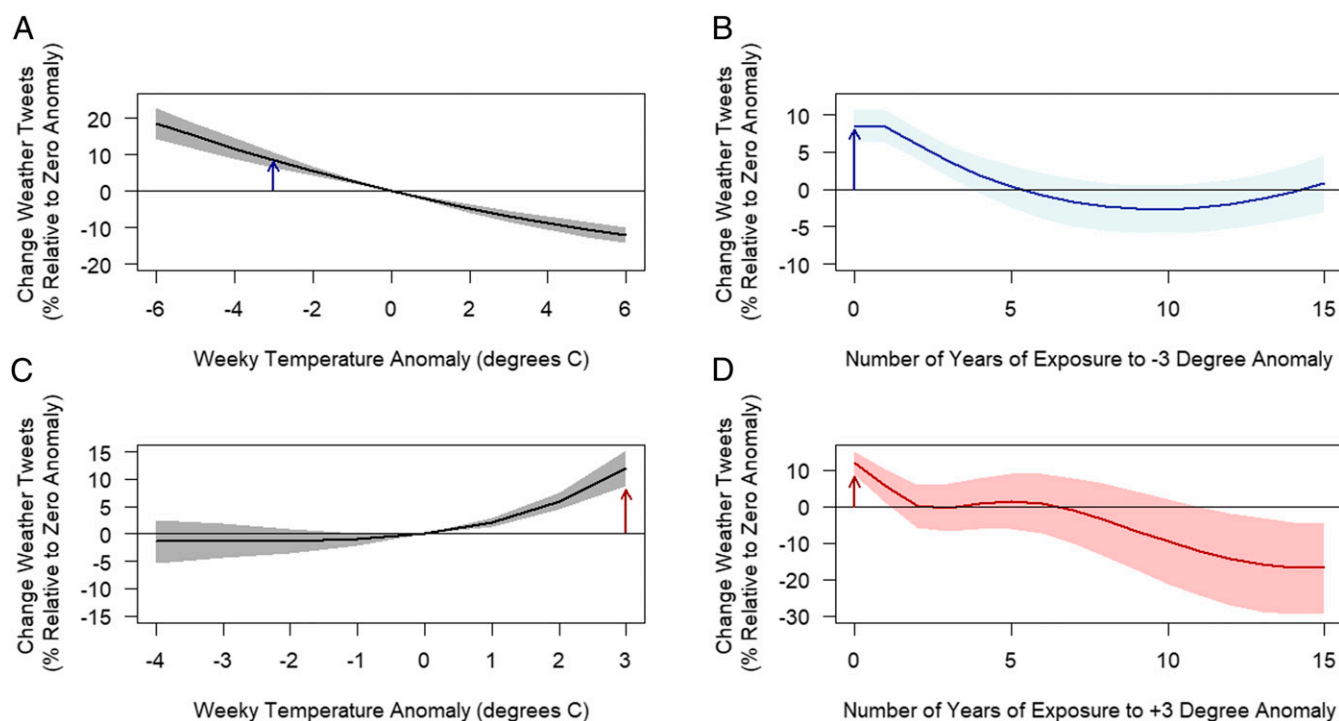 A
Change Weather Tweets
(% Relative to Zero Anomaly)
20
10
0
-10
-20
-6
-4
-2
0
2
4
6
Weeky Temperature Anomaly (degrees C)
B
Change Weather Tweets
(% Relative to Zero Anomaly)
10
5
0
-5
-10
0
5
10
15
Number of Years of Exposure to -3 Degree Anomaly
C
Change Weather Tweets
(% Relative to Zero Anomaly)
15
10
5
0
-5
-10
-15
-4
-3
-2
-1
0
1
2
3
Weeky Temperature Anomaly (degrees C)
D
Change Weather Tweets
(% Relative to Zero Anomaly)
10
0
-10
-20
-30
0
5
10
15
Number of Years of Exposure to +3 Degree Anomaly